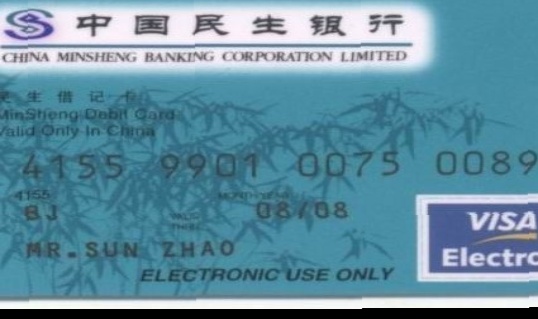 中国民生银行
CHINA MINSHENG BANKING CORPORATION LIMITED
民生借记卡
MinSheng Debit Card
Valid Only In China
4155 9901 0075 0089
4155
MONTH/YEAR
BJ VALID THRU 08/08
MR.SUN ZHAO
VISA
Electro
ELECTRONIC USE ONLY